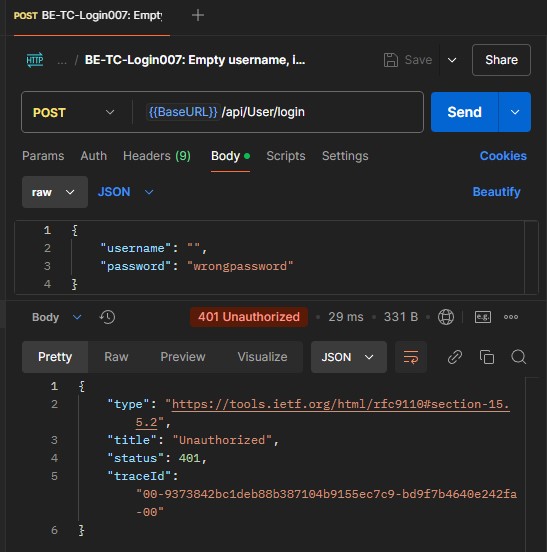 POST BE-TC-Login007: Empty
HTTP ... / BE-TC-Login007: Empty username, i... Save Share
POST {{BaseURL}} /api/User/login Send
Params Auth Headers (9) Body Scripts Settings Cookies
raw JSON Beautify
1 {
2 "username": "",
3 "password": "wrongpassword"
4 }
Body 401 Unauthorized • 29 ms • 331 B e.g.
Pretty Raw Preview Visualize JSON
1 {
2 "type": "https://tools.ietf.org/html/rfc9110#section-15.
5.2",
3 "title": "Unauthorized",
4 "status": 401,
5 "traceId":
"00-9373842bc1deb88b387104b9155ec7c9-bd9f7b4640e242fa
-00"
6 }